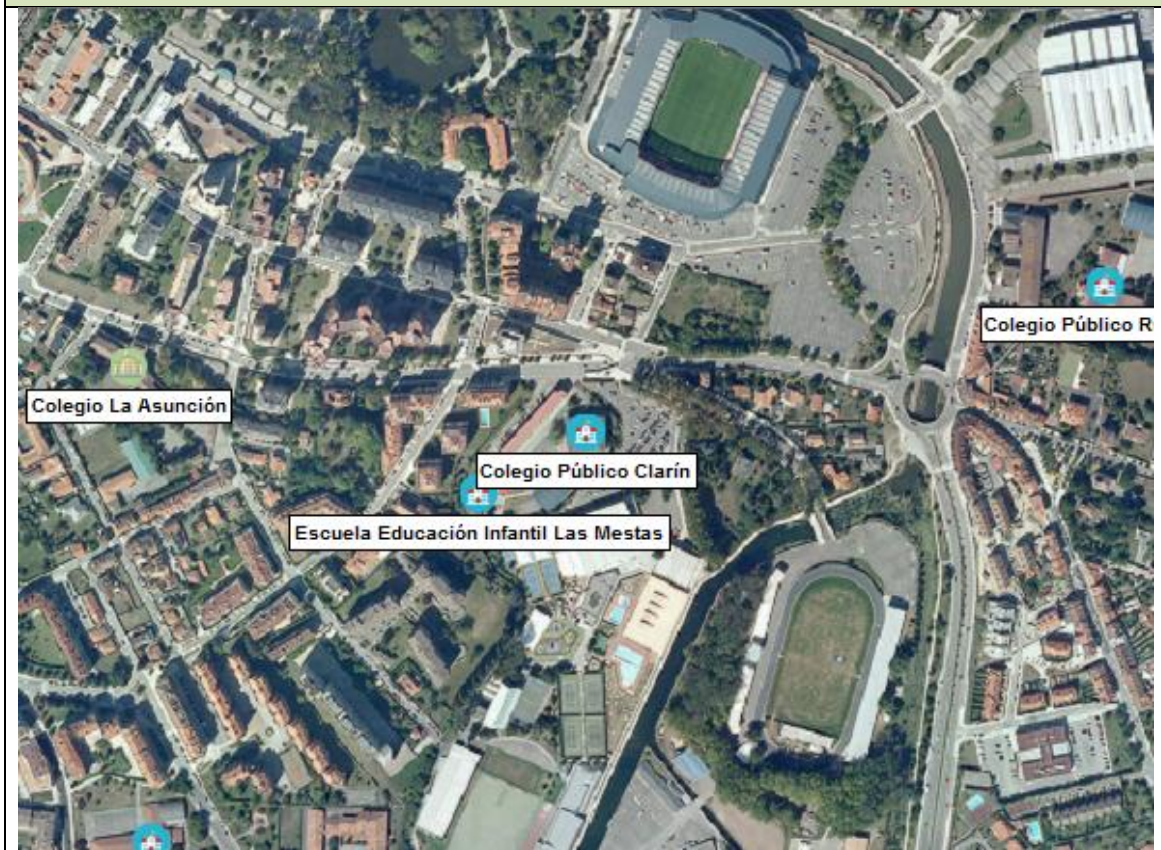 Colegio Público R
Colegio La Asunción
Colegio Público Clarín
Escuela Educación Infantil Las Mestas